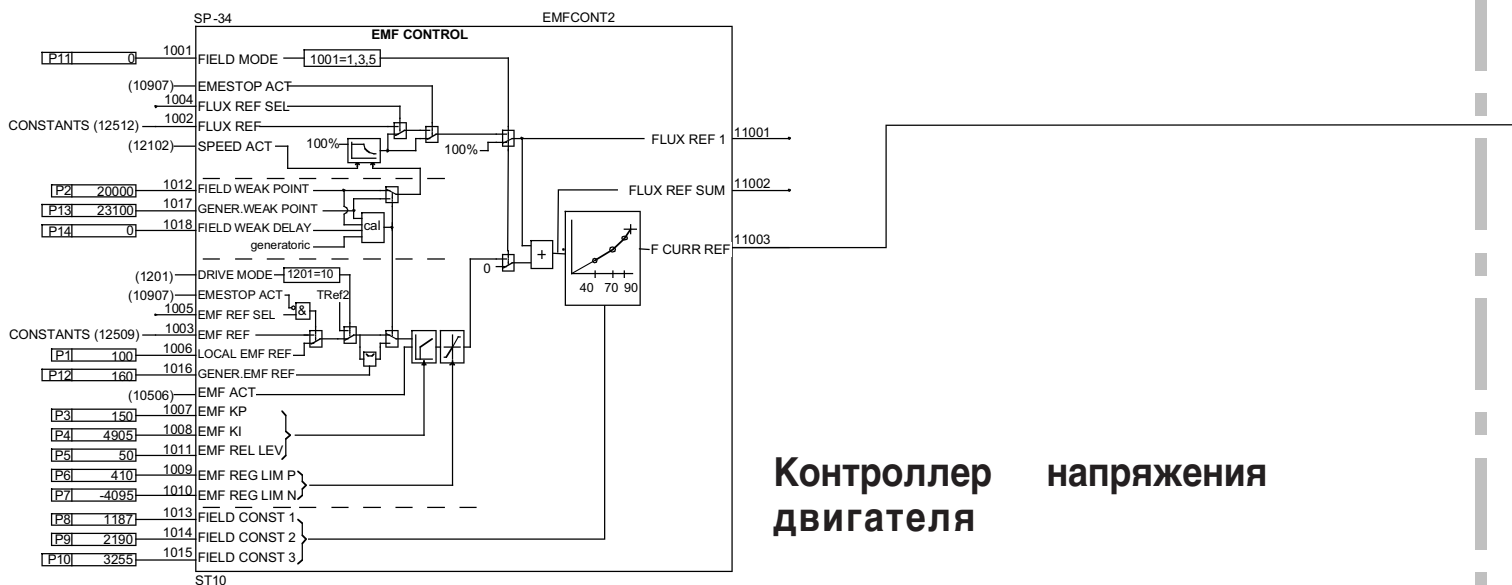 SP-34 EMFCONT2
EMF CONTROL
P11 0 1001 FIELD MODE 1001=1,3,5
(10907) EMESTOP ACT
1004 FLUX REF SEL
CONSTANTS (12512) 1002 FLUX REF
(12102) SPEED ACT 100% 100% FLUX REF 1 11001
P2 20000 1012 FIELD WEAK POINT FLUX REF SUM 11002
P13 23100 1017 GENER.WEAK POINT
P14 0 1018 FIELD WEAK DELAY cal
generatoric F CURR REF 11003
+
0
(1201) DRIVE MODE 1201=10
40 70 90
(10907) EMESTOP ACT TRef2
1005 EMF REF SEL &
CONSTANTS (12509) 1003 EMF REF
P1 100 1006 LOCAL EMF REF
P12 160 1016 GENER.EMF REF
(10506) EMF ACT
P3 150 1007 EMF KP
P4 4905 1008 EMF KI
P5 50 1011 EMF REL LEV
P6 410 1009 EMF REG LIM P
P7 -4095 1010 EMF REG LIM N
P8 1187 1013 FIELD CONST 1
P9 2190 1014 FIELD CONST 2
P10 3255 1015 FIELD CONST 3
ST10
Контроллер напряжения
двигателя